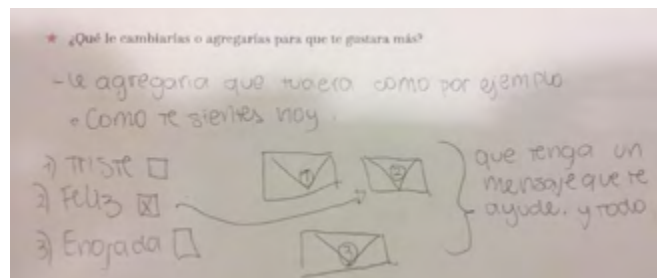 ¿Qué le cambiarías o agregarías para que te gustara más?
- le agregaria que tuviera como por ejemplo
• Como te sientes hoy.
1) Triste
2) Feliz x
3) Enojada
1
2
3
que tenga un
mensaje que te
ayude. y todo